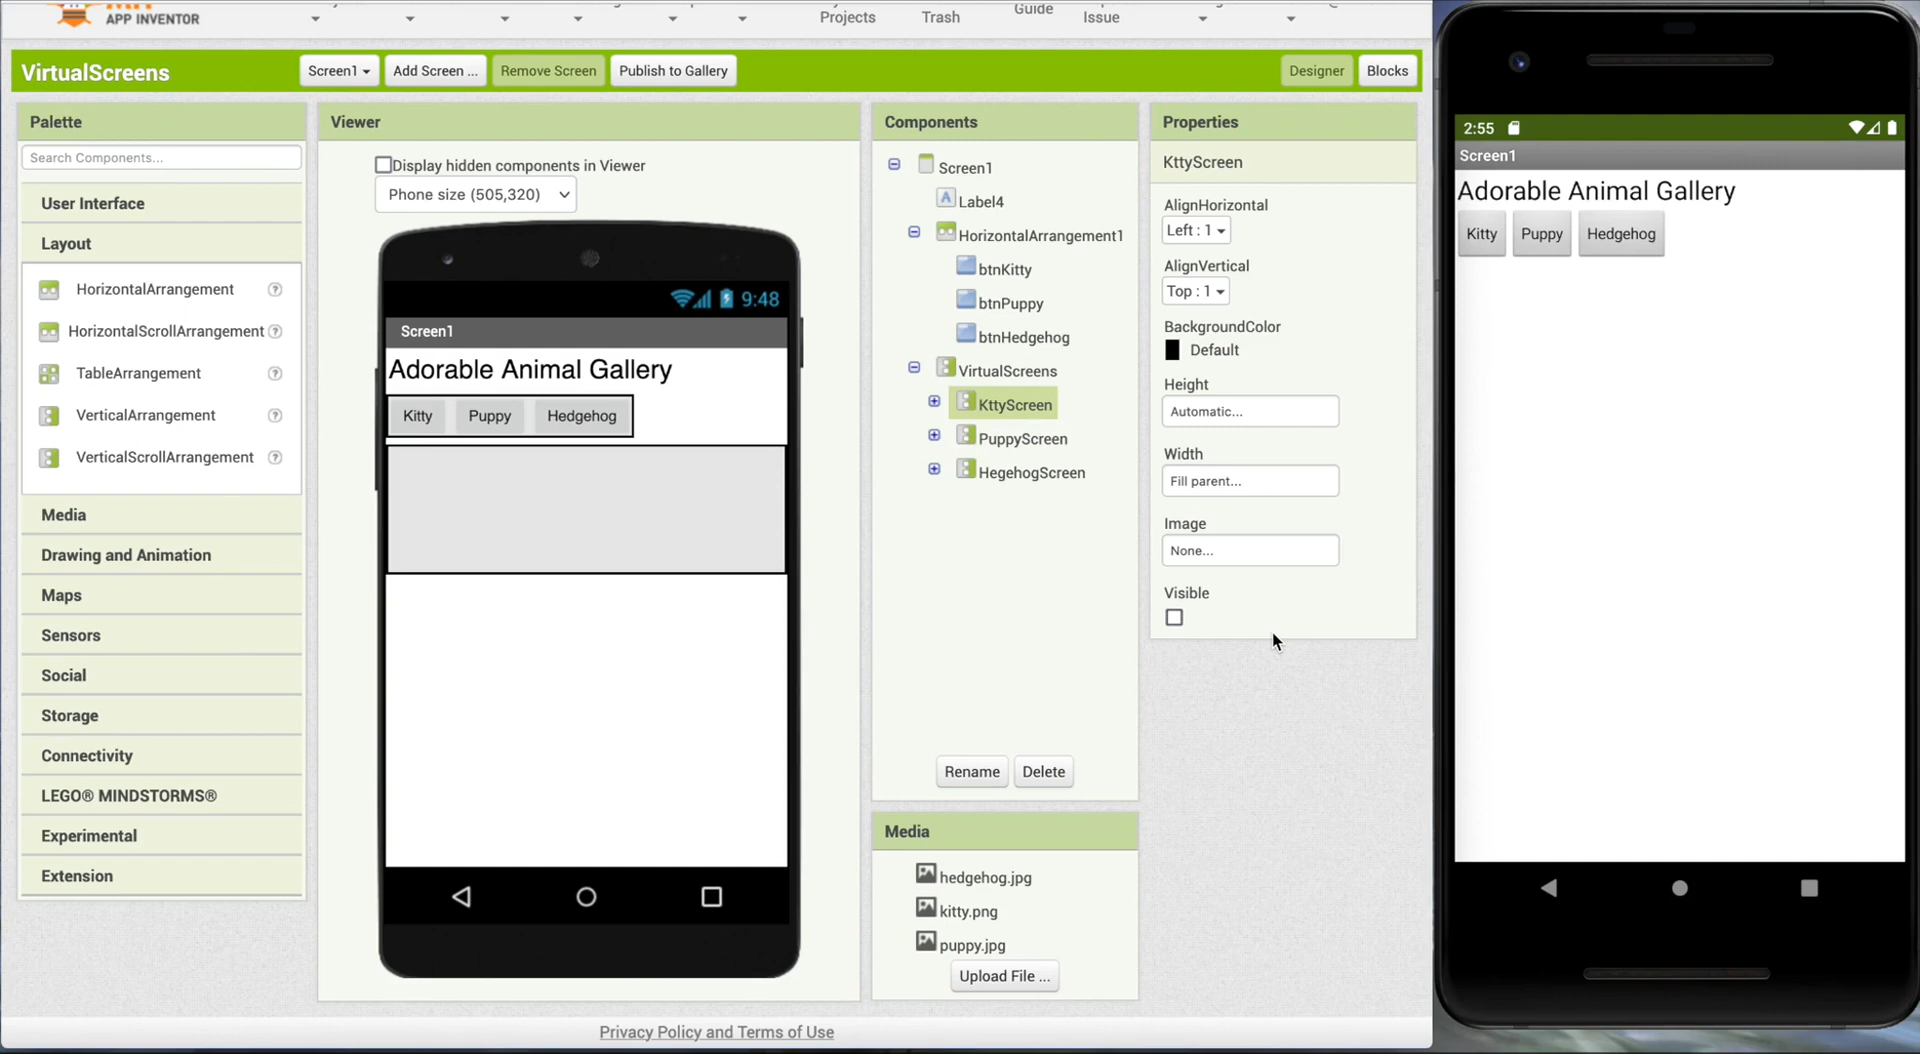 APP INVENTOR
Projects
Trash
Guide
Issue
VirtualScreens
Screen1
Add Screen ...
Remove Screen
Publish to Gallery
Designer
Blocks
Palette
Search Components...
User Interface
Layout
HorizontalArrangement
HorizontalScrollArrangement
TableArrangement
VerticalArrangement
VerticalScrollArrangement
Media
Drawing and Animation
Maps
Sensors
Social
Storage
Connectivity
LEGO® MINDSTORMS®
Experimental
Extension
Viewer
Display hidden components in Viewer
Phone size (505,320)
9:48
Screen1
Adorable Animal Gallery
Kitty
Puppy
Hedgehog
Components
Screen1
Label4
HorizontalArrangement1
btnKitty
btnPuppy
btnHedgehog
VirtualScreens
KttyScreen
PuppyScreen
HegehogScreen
Rename
Delete
Media
hedgehog.jpg
kitty.png
puppy.jpg
Upload File ...
Properties
KttyScreen
AlignHorizontal
Left : 1
AlignVertical
Top : 1
BackgroundColor
Default
Height
Automatic...
Width
Fill parent...
Image
None...
Visible
Privacy Policy and Terms of Use
2:55
Screen1
Adorable Animal Gallery
Kitty
Puppy
Hedgehog